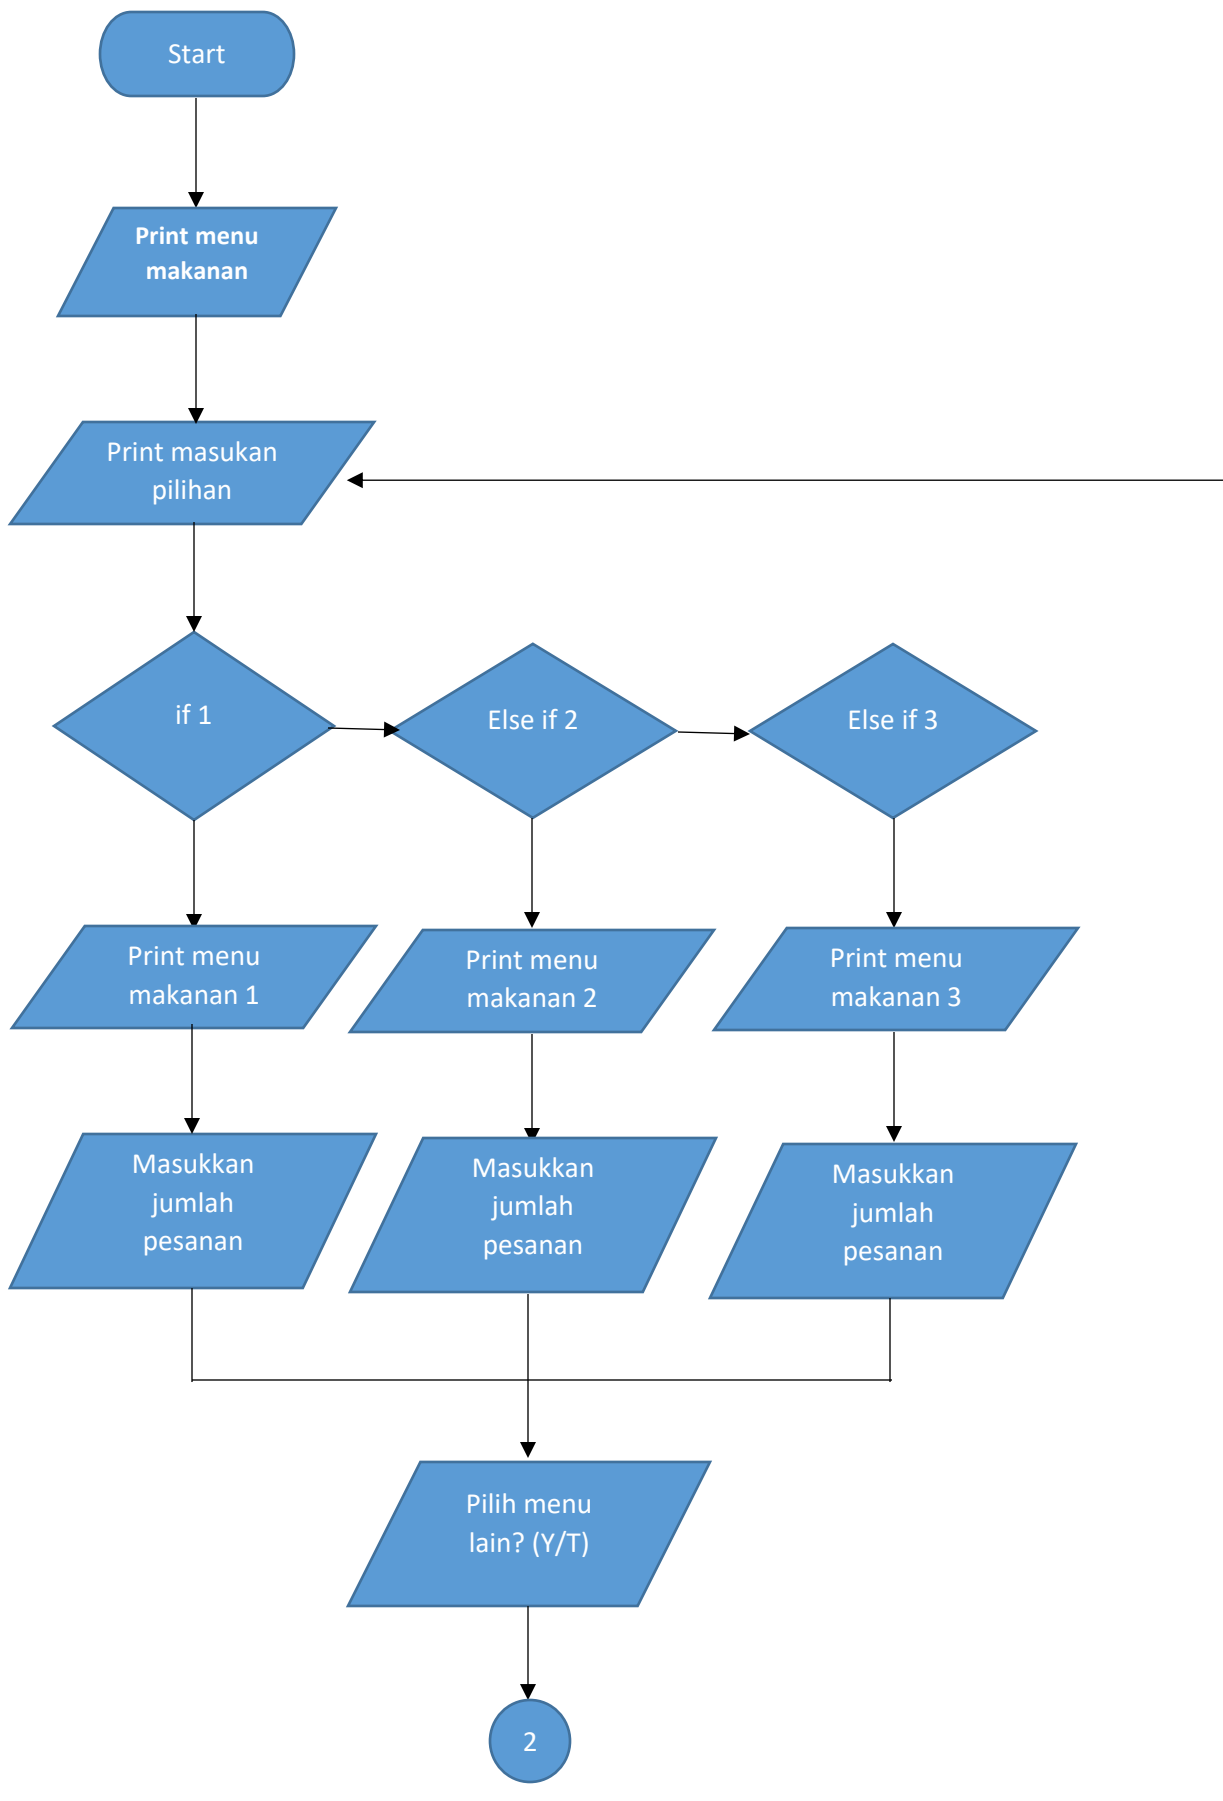 Start
Print menu
makanan
Print masukan
pilihan
if 1
Else if 2
Else if 3
Print menu
makanan 1
Print menu
makanan 2
Print menu
makanan 3
Masukkan
jumlah
pesanan
Masukkan
jumlah
pesanan
Masukkan
jumlah
pesanan
Pilih menu
lain? (Y/T)
2